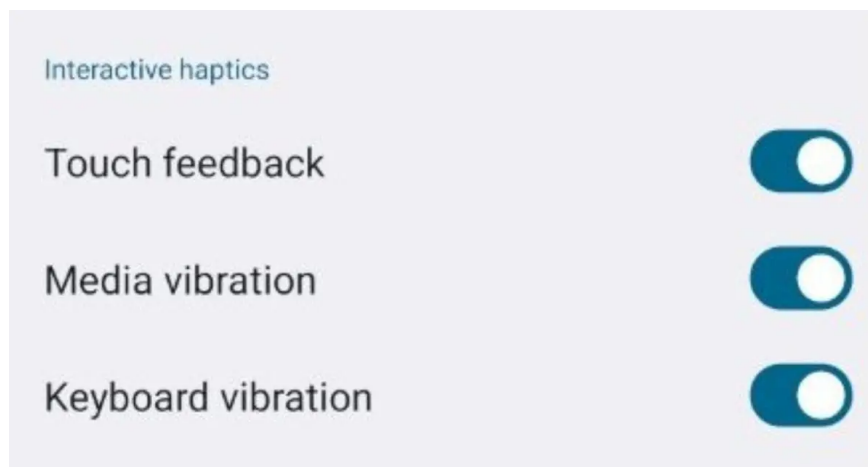 Interactive haptics
Touch feedback
Media vibration
Keyboard vibration